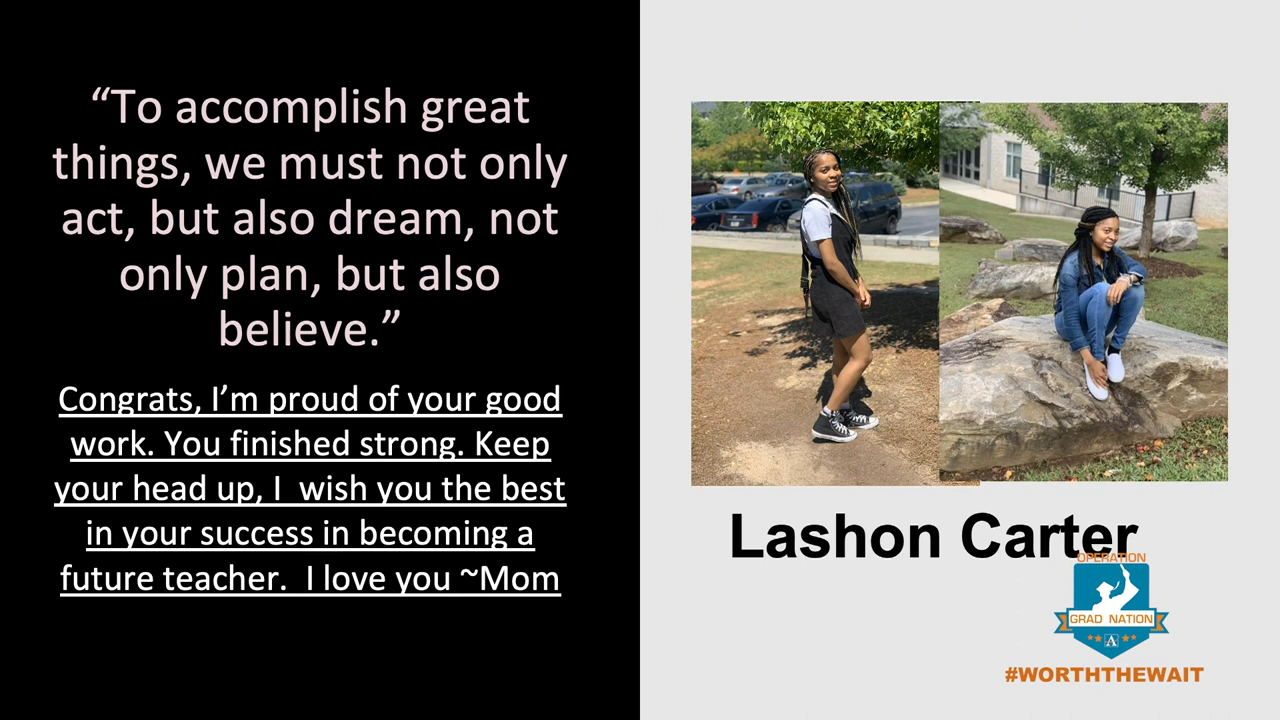 “To accomplish great
things, we must not only
act, but also dream, not
only plan, but also
believe.”
Congrats, I’m proud of your good
work. You finished strong. Keep
your head up, I  wish you the best
in your success in becoming a
future teacher.  I love you ~Mom
Lashon Carter
OPERATION
GRAD NATION
A
#WORTHTHEWAIT